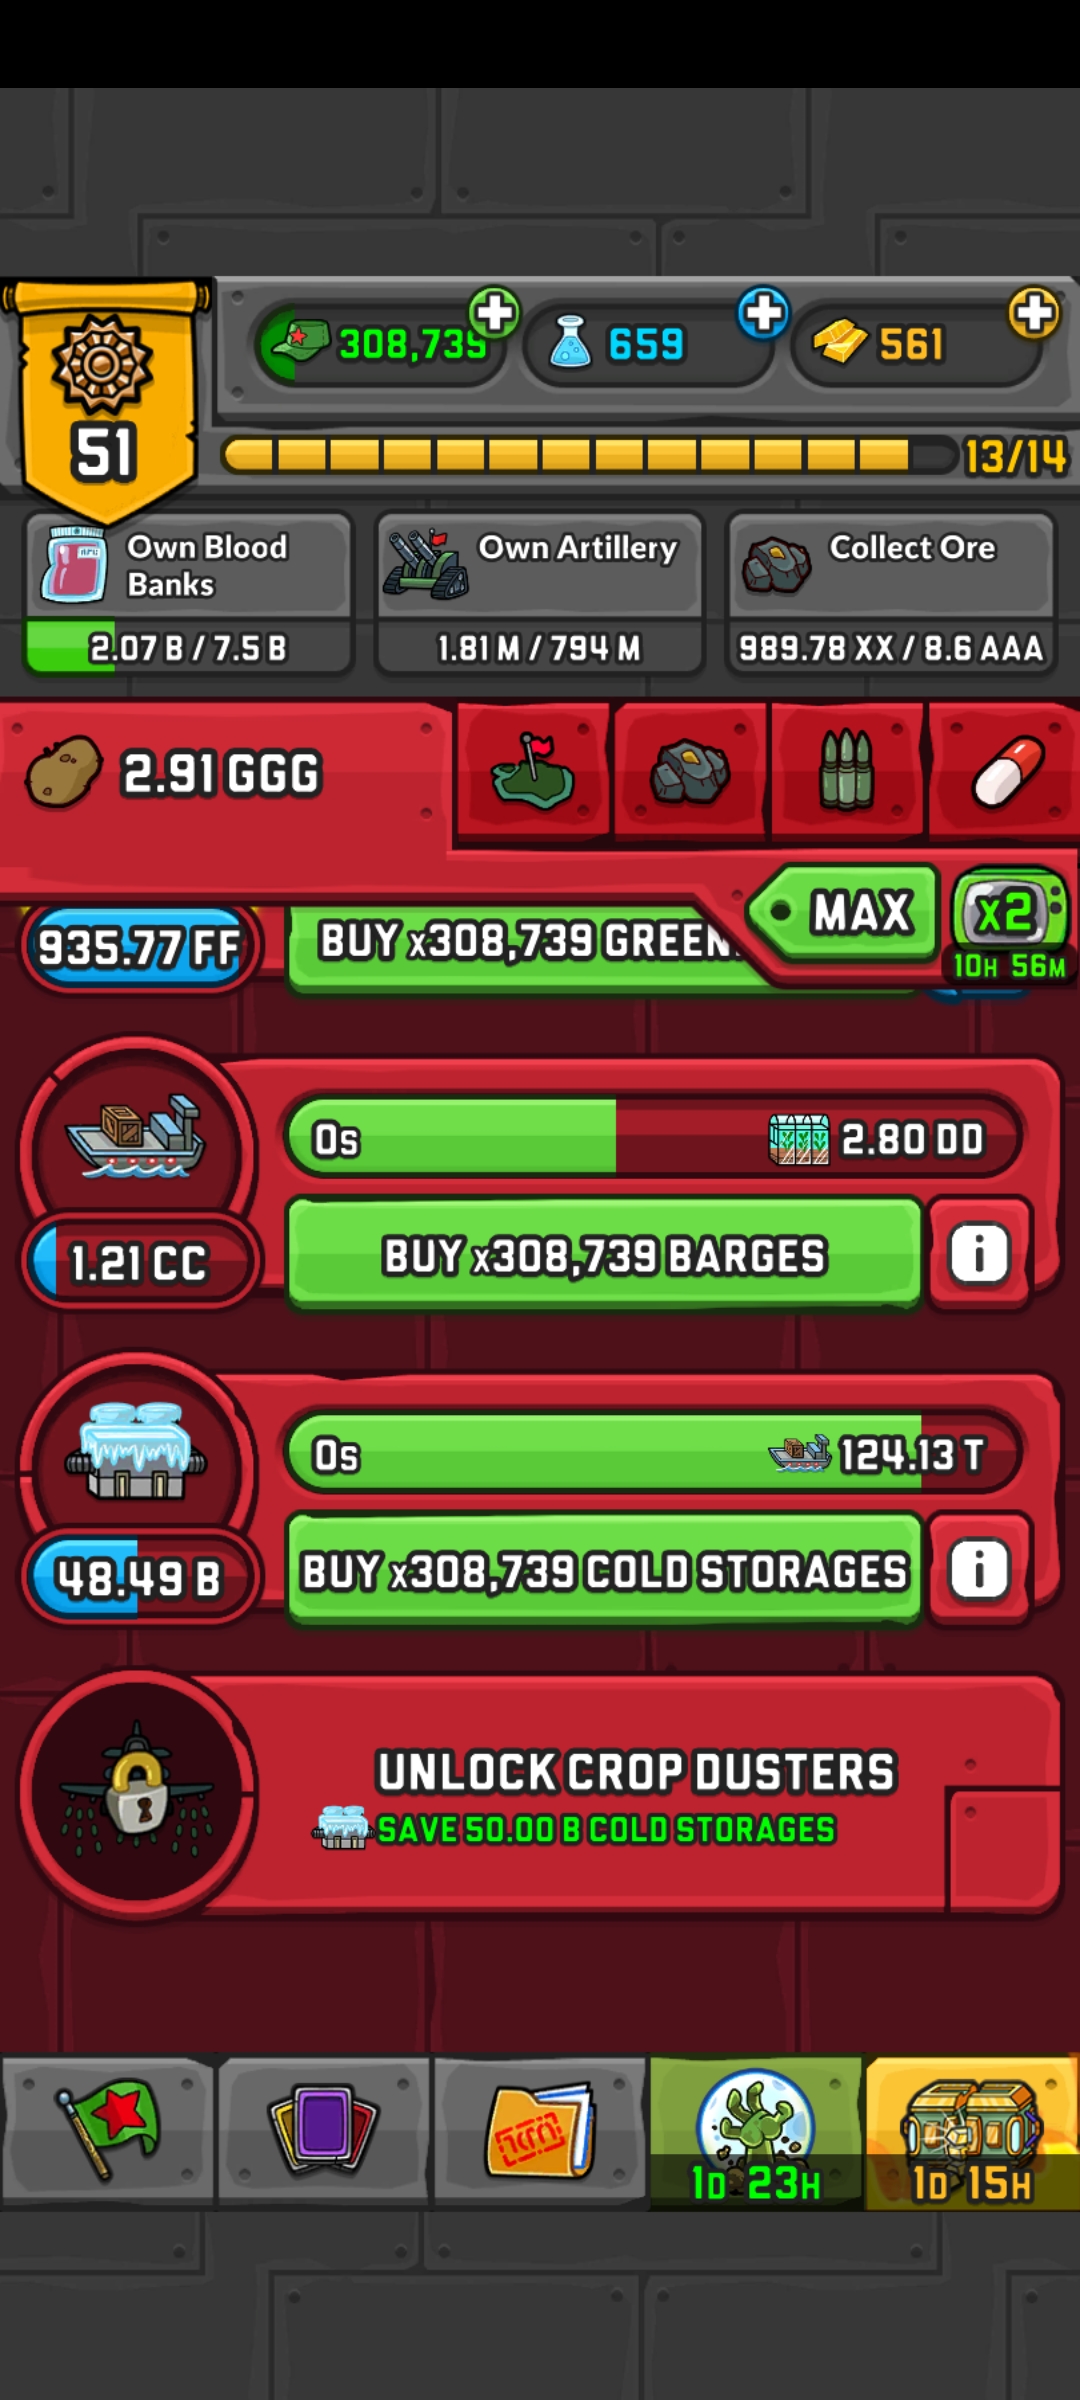 308,739
659
561
51
13/14
Own Blood
Banks
Own Artillery
Collect Ore
2.07 B / 7.5 B
1.81 M / 794 M
989.78 XX / 8.6 AAA
2.91 GGG
MAX
x2
10H 56M
935.77 FF
BUY x308,739 GREEN
0s
2.80 DD
1.21 CC
BUY x308,739 BARGES
i
0s
124.13 T
48.49 B
BUY x308,739 COLD STORAGES
i
UNLOCK CROP DUSTERS
SAVE 50.00 B COLD STORAGES
1D 23H
1D 15H